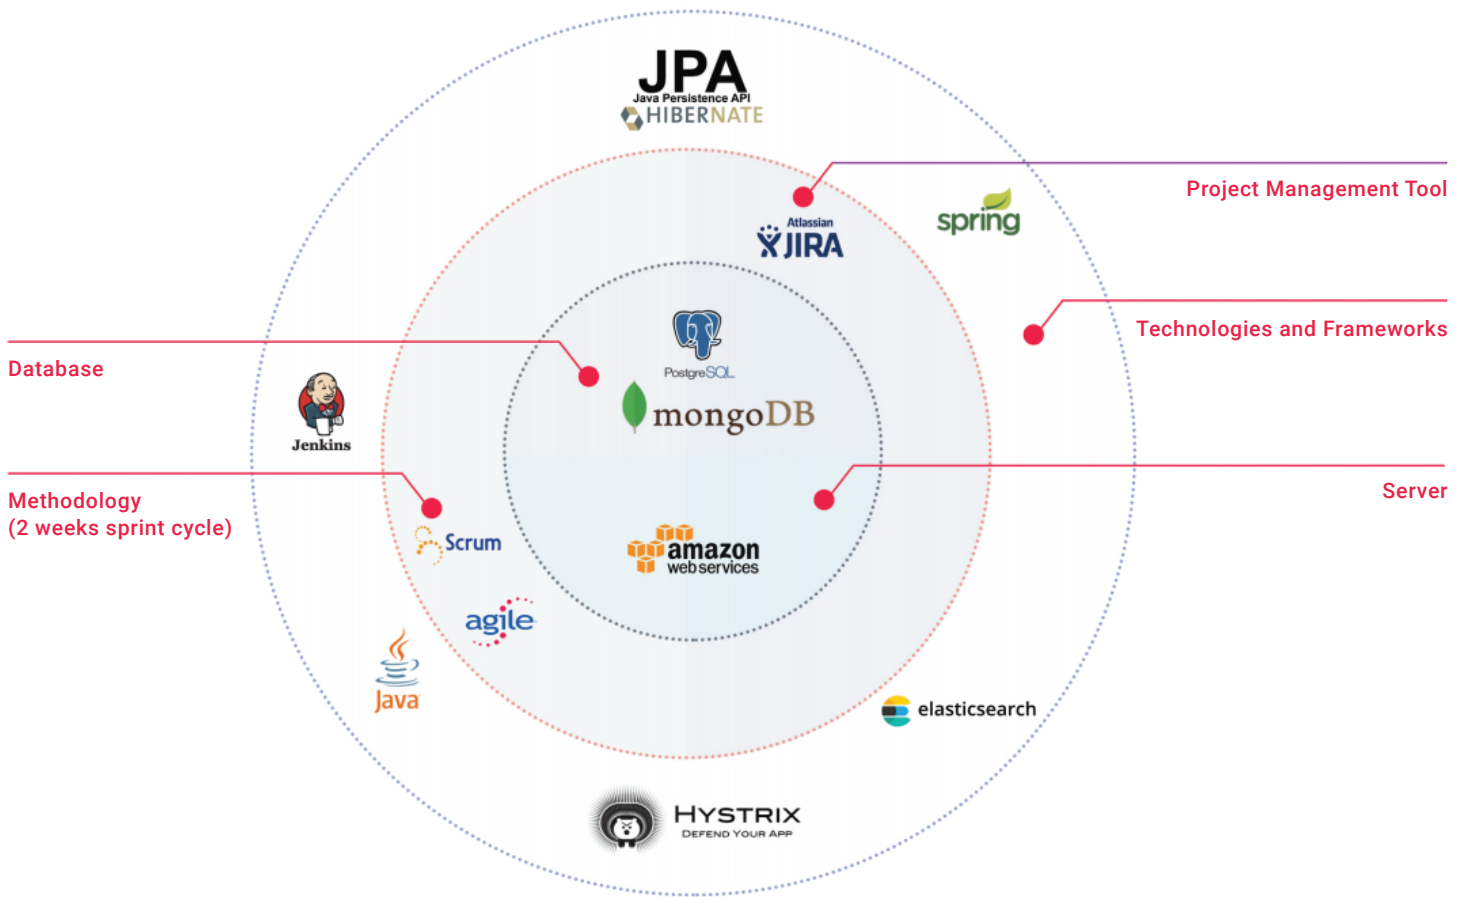 JPA
Java Persistence API
HIBERNATE
Project Management Tool
Atlassian
JIRA
spring
Technologies and Frameworks
PostgreSQL
Database
mongoDB
Jenkins
Server
Methodology
(2 weeks sprint cycle)
Scrum
amazon
web services
agile
Java
elasticsearch
HYSTRIX
DEFEND YOUR APP